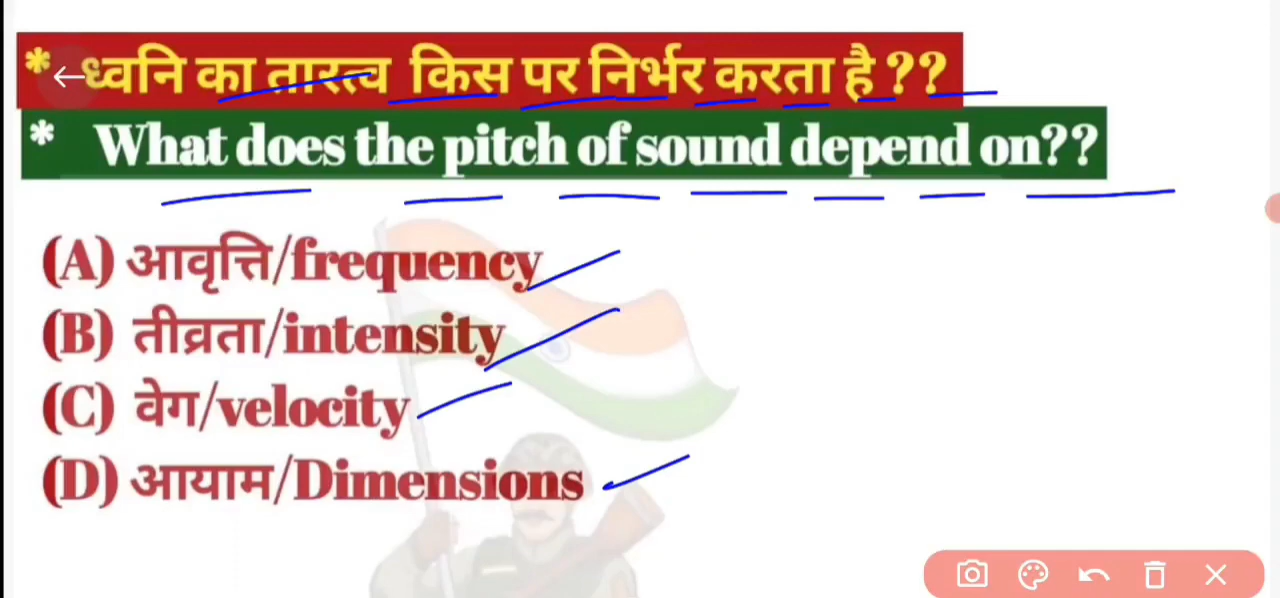 * ध्वनि का तारत्व किस पर निर्भर करता है ??
* What does the pitch of sound depend on??
(A) आवृत्ति/frequency
(B) तीव्रता/intensity
(C) वेग/velocity
(D) आयाम/Dimensions